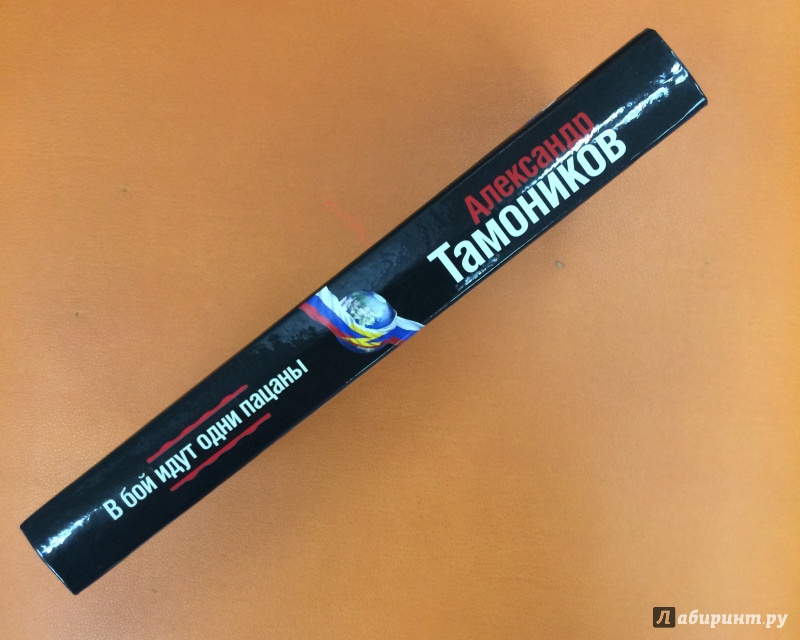 В бой идут одни пацаны
Александр
Тамоников
Лабиринт.ру